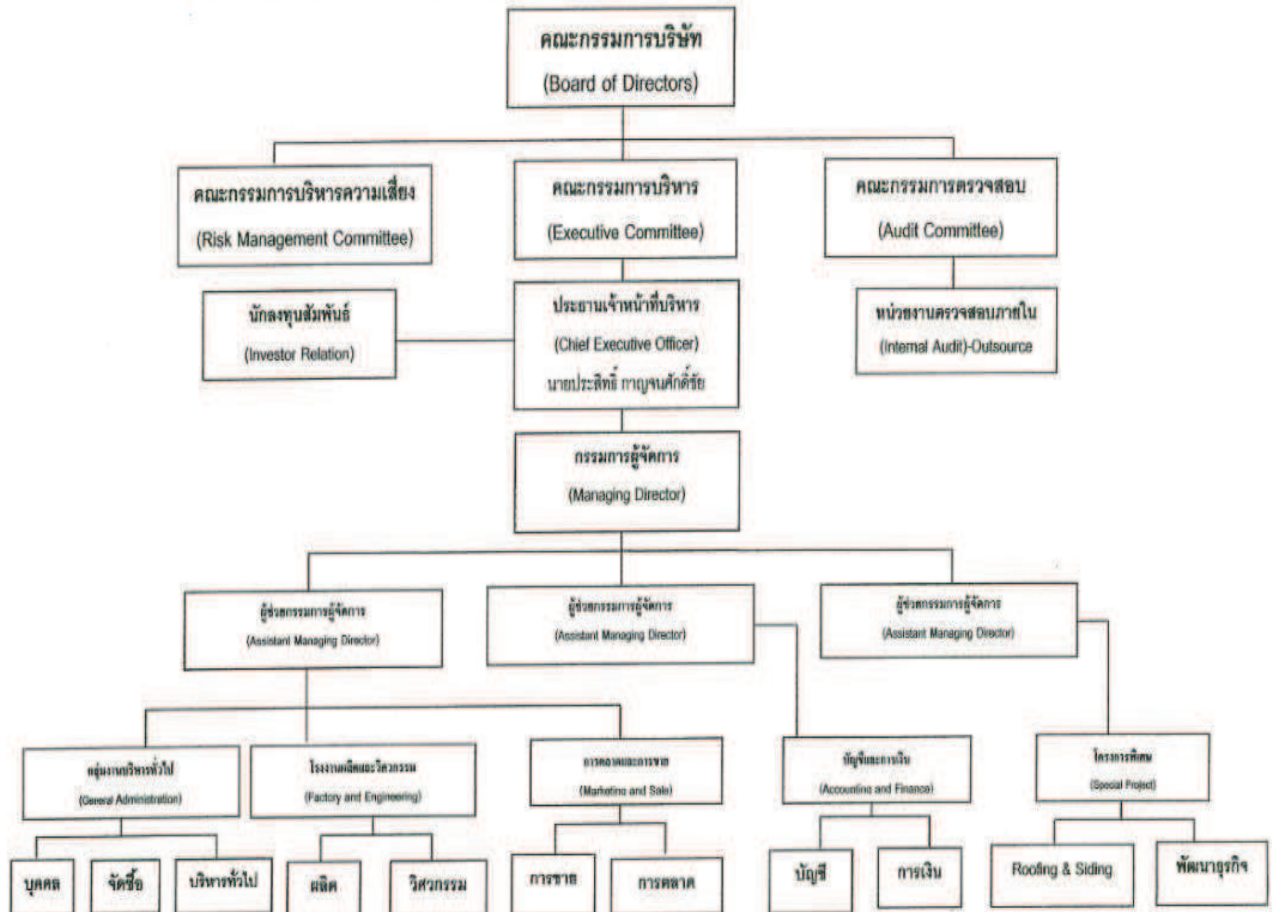 คณะกรรมการบริษัท
(Board of Directors)
คณะกรรมการบริหารความเสี่ยง
(Risk Management Committee)
คณะกรรมการบริหาร
(Executive Committee)
คณะกรรมการตรวจสอบ
(Audit Committee)
นักลงทุนสัมพันธ์
(Investor Relation)
ประธานเจ้าหน้าที่บริหาร
(Chief Executive Officer)
นายประสิทธิ์ กาญจนศักดิ์ชัย
หน่วยงานตรวจสอบภายใน
(Internal Audit)-Outsource
กรรมการผู้จัดการ
(Managing Director)
ผู้ช่วยกรรมการผู้จัดการ
(Assistant Managing Director)
ผู้ช่วยกรรมการผู้จัดการ
(Assistant Managing Director)
ผู้ช่วยกรรมการผู้จัดการ
(Assistant Managing Director)
กลุ่มงานบริหารทั่วไป
(General Administration)
โรงงานผลิตและวิศวกรรม
(Factory and Engineering)
การตลาดและการขาย
(Marketing and Sale)
บัญชีและการเงิน
(Accounting and Finance)
โครงการพิเศษ
(Special Project)
บุคคล
จัดซื้อ
บริหารทั่วไป
ผลิต
วิศวกรรม
การขาย
การตลาด
บัญชี
การเงิน
Roofing & Siding
พัฒนาธุรกิจ